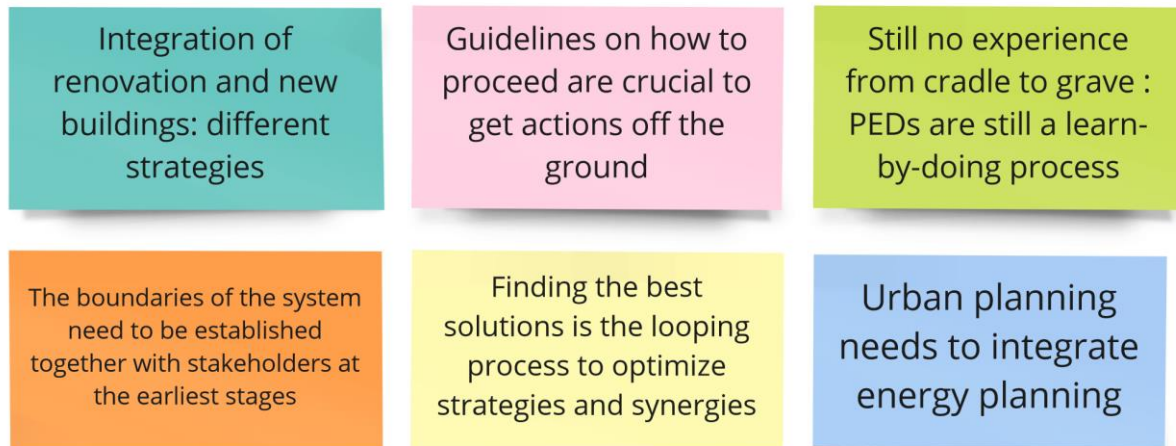 Integration of
renovation and new
buildings: different
strategies
Guidelines on how to
proceed are crucial to
get actions off the
ground
Still no experience
from cradle to grave :
PEDs are still a learn-
by-doing process
The boundaries of the system
need to be established
together with stakeholders at
the earliest stages
Finding the best
solutions is the looping
process to optimize
strategies and synergies
Urban planning
needs to integrate
energy planning